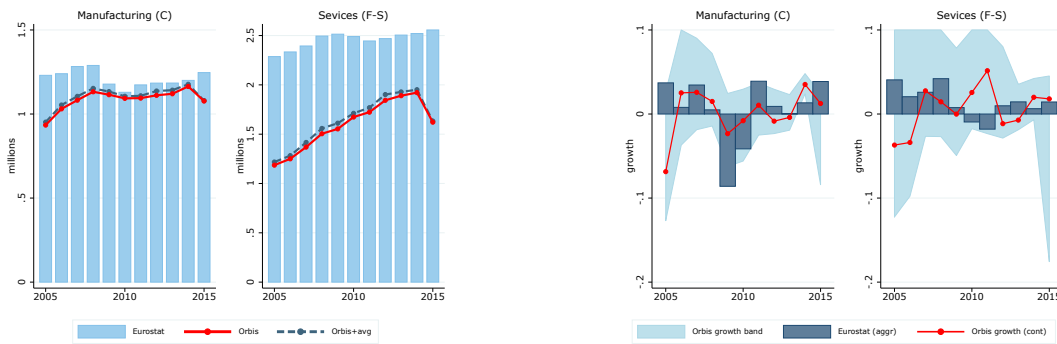 Manufacturing (C)
Sevices (F-S)
millions
0
.5
1
1.5
2005
2010
2015
millions
0
.5
1
1.5
2
2.5
2005
2010
2015
Eurostat
Orbis
Orbis+avg
Manufacturing (C)
Sevices (F-S)
growth
-.2
-.1
0
.1
2005
2010
2015
growth
-.2
-.1
0
.1
2005
2010
2015
Orbis growth band
Eurostat (aggr)
Orbis growth (cont)